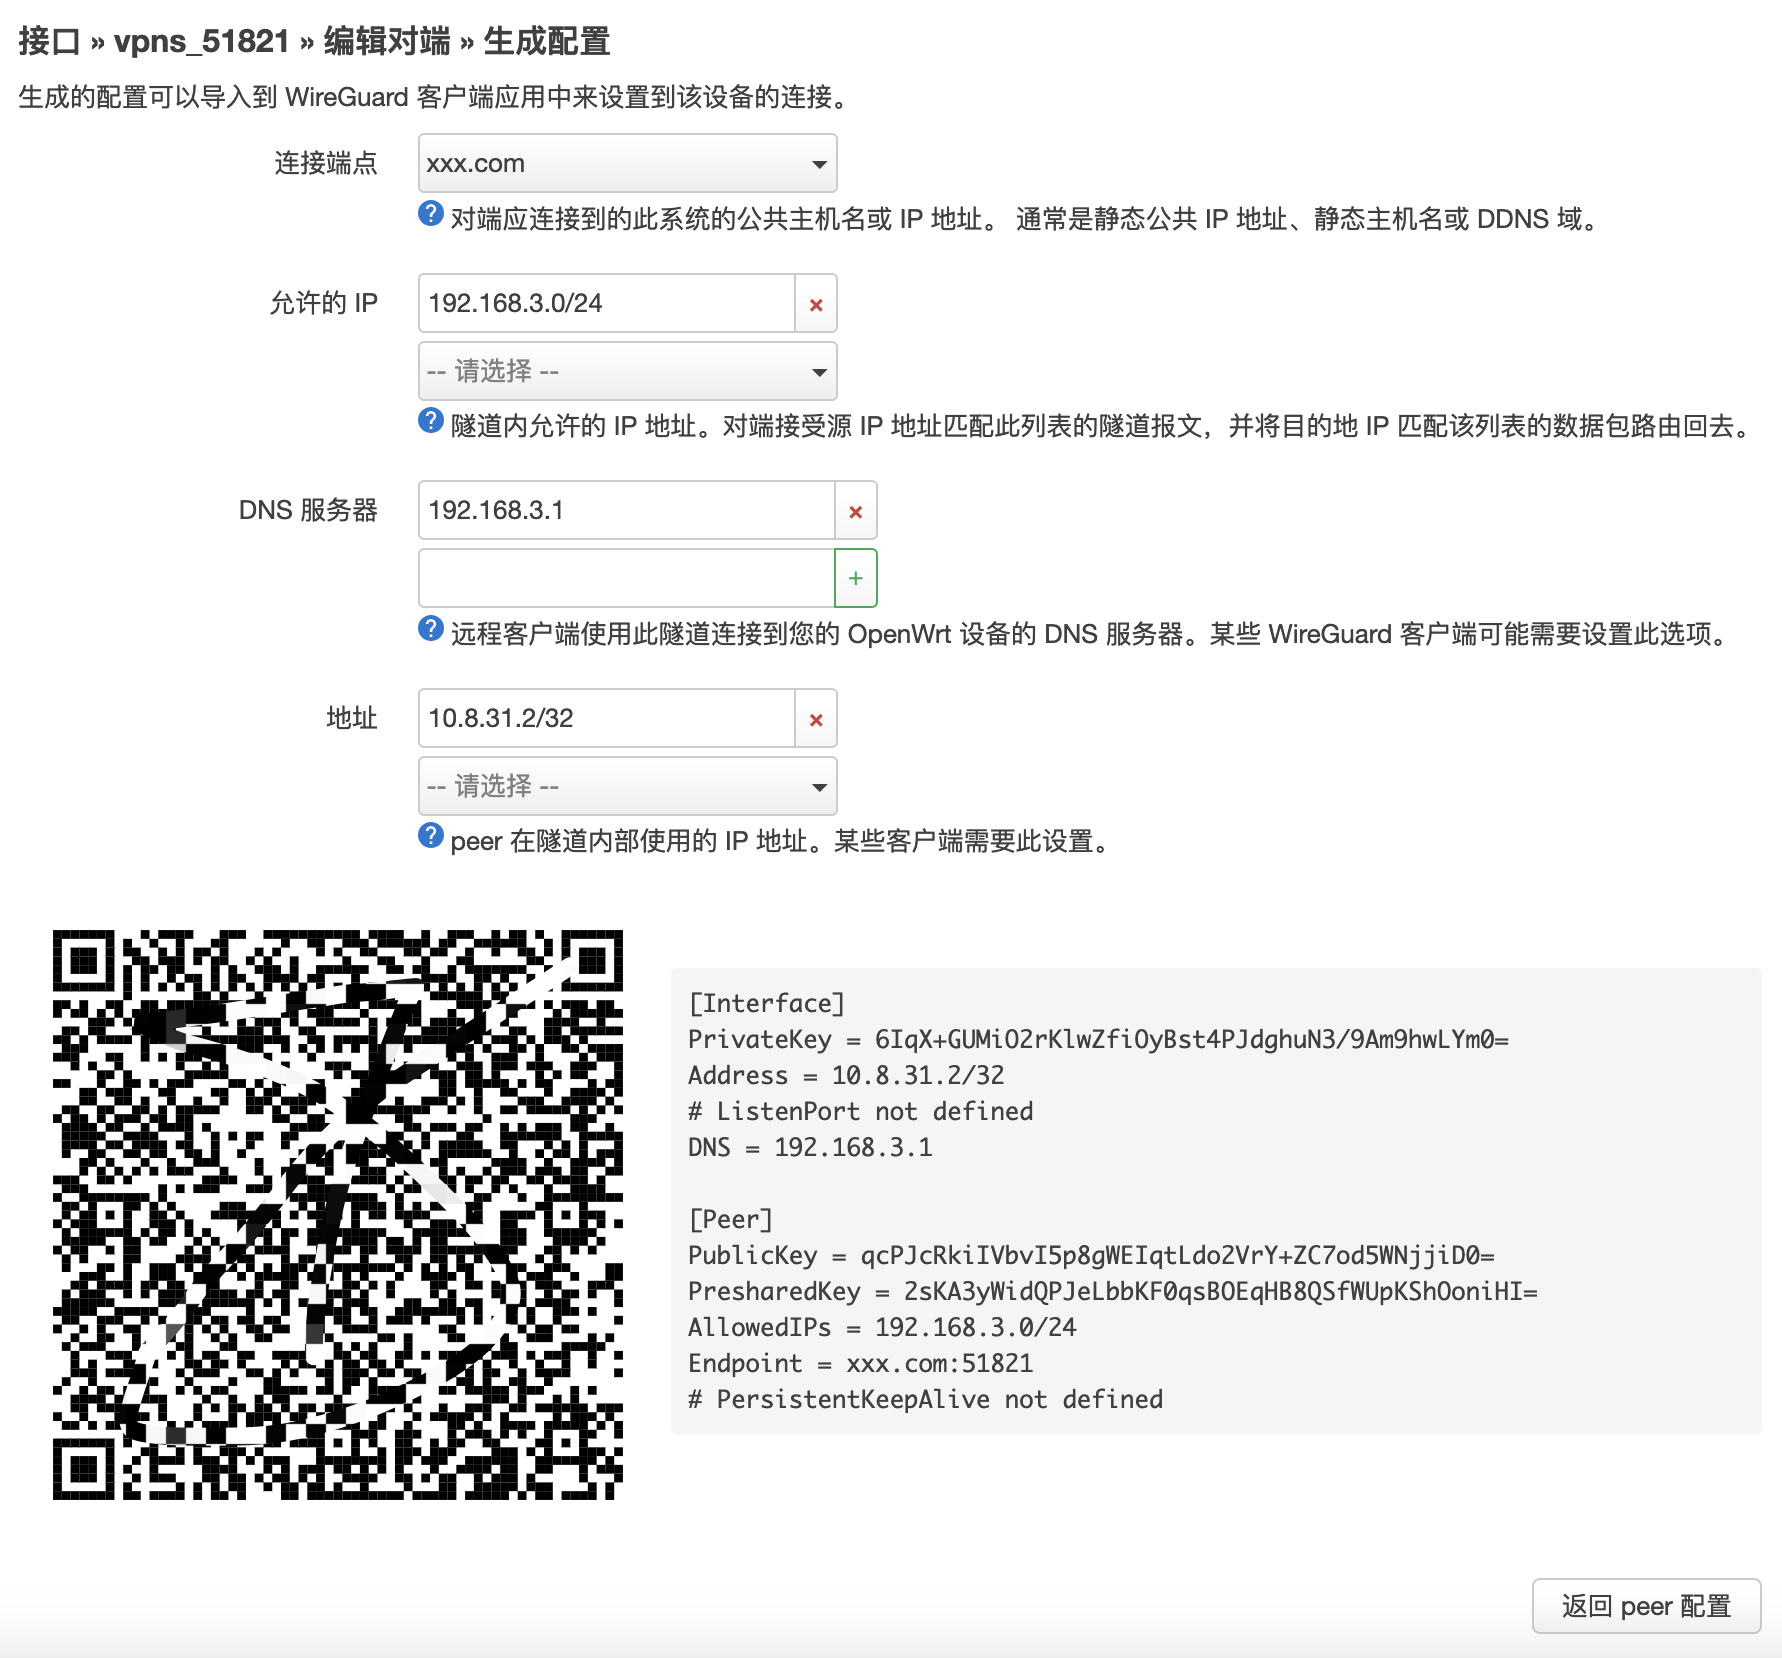 接口 » vpns_51821 » 编辑对端 » 生成配置
生成的配置可以导入到 WireGuard 客户端应用中来设置到该设备的连接。
连接端点
xxx.com
对端应连接到的此系统的公共主机名或 IP 地址。 通常是静态公共 IP 地址、静态主机名或 DDNS 域。
允许的 IP
192.168.3.0/24
-- 请选择 --
隧道内允许的 IP 地址。对端接受源 IP 地址匹配此列表的隧道报文，并将目的地 IP 匹配该列表的数据包路由回去。
DNS 服务器
192.168.3.1
远程客户端使用此隧道连接到您的 OpenWrt 设备的 DNS 服务器。某些 WireGuard 客户端可能需要设置此选项。
地址
10.8.31.2/32
-- 请选择 --
peer 在隧道内部使用的 IP 地址。某些客户端需要此设置。
[Interface]
PrivateKey = 6IqX+GUMiO2rKlwZfiOyBst4PJdghuN3/9Am9hwLYm0=
Address = 10.8.31.2/32
# ListenPort not defined
DNS = 192.168.3.1
[Peer]
PublicKey = qcPJcRkiIVbvI5p8gWEIqtLdo2VrY+ZC7od5WNjjiD0=
PresharedKey = 2sKA3yWidQPJeLbbKF0qsBOEqHB8QSfWUpKShOoniHI=
AllowedIPs = 192.168.3.0/24
Endpoint = xxx.com:51821
# PersistentKeepAlive not defined
返回 peer 配置